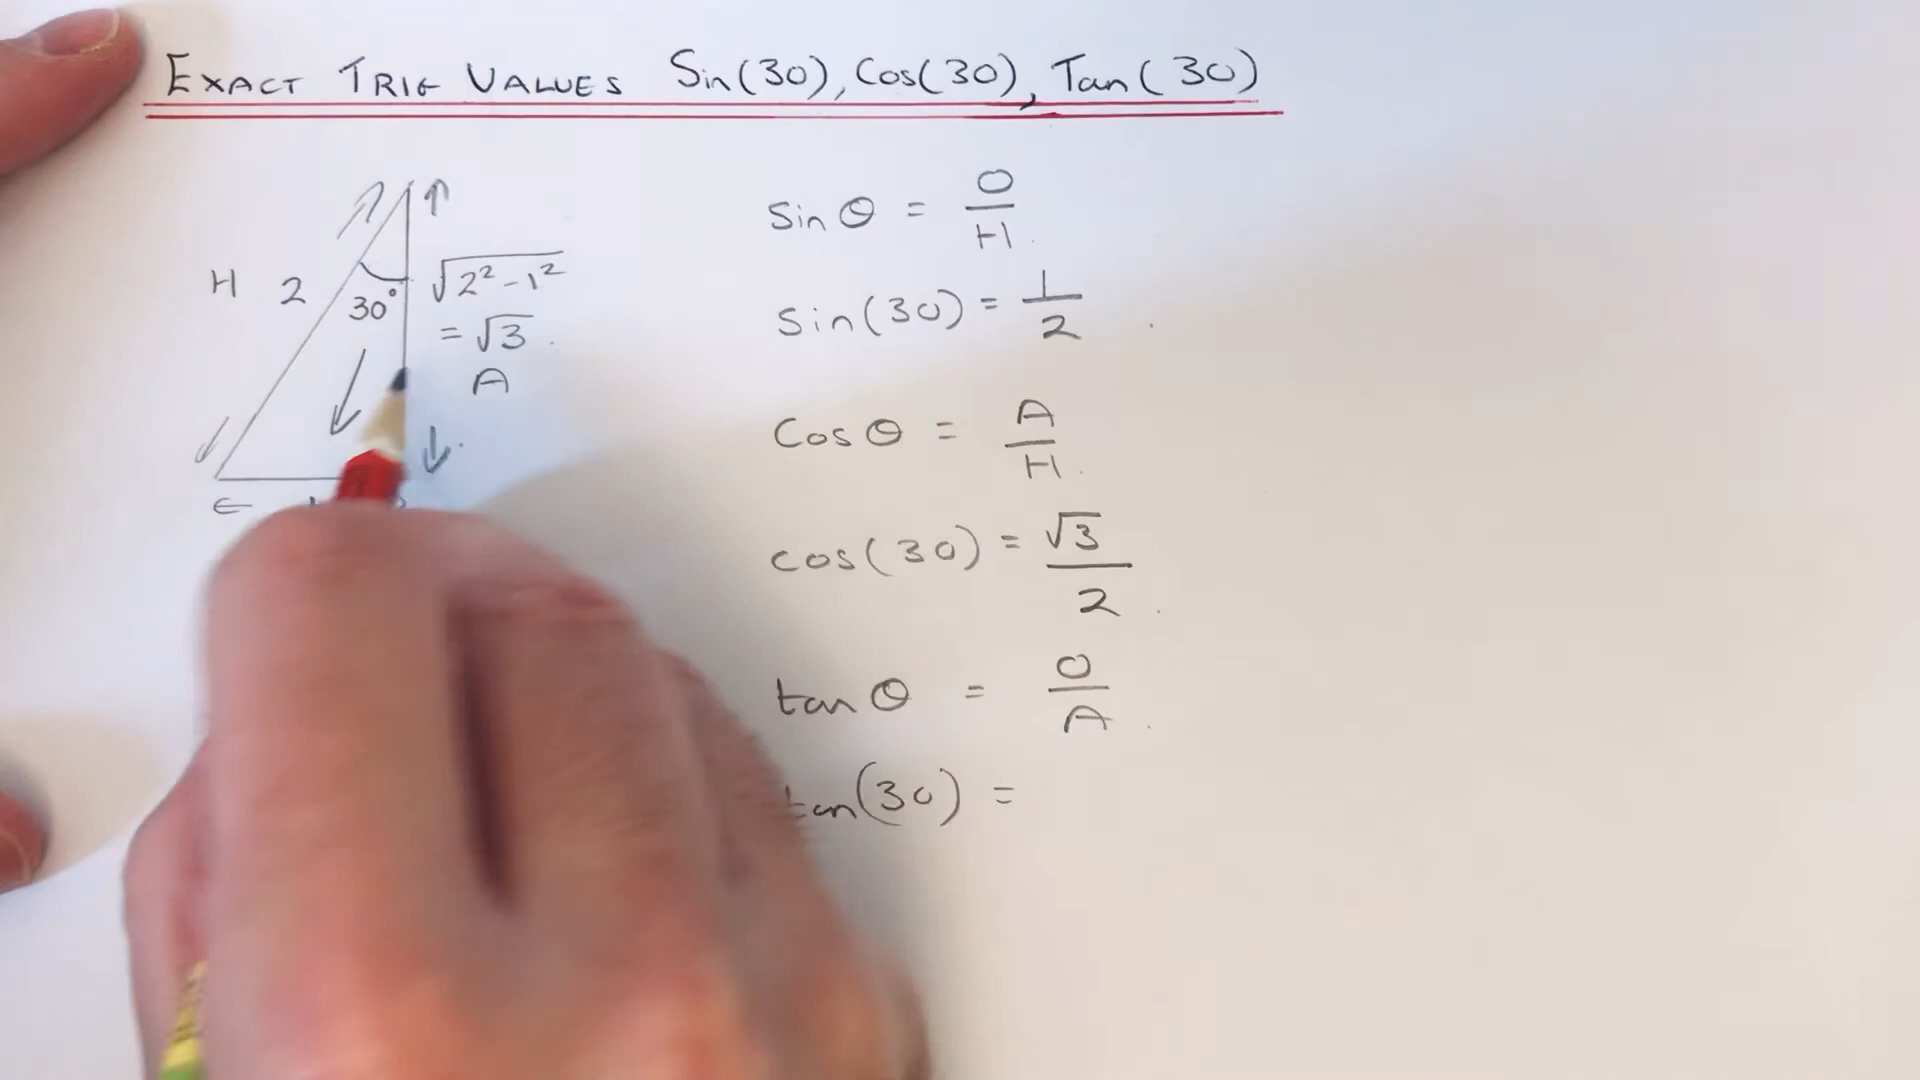 EXACT TRIG VALUES Sin(30), Cos(30), Tan(30)
H 2 30° √2² - 1²
= √3
A
sin θ = O/H
sin(30) = 1/2
Cos θ = A/H
cos(30) = √3/2
tan θ = O/A
tan(30) =